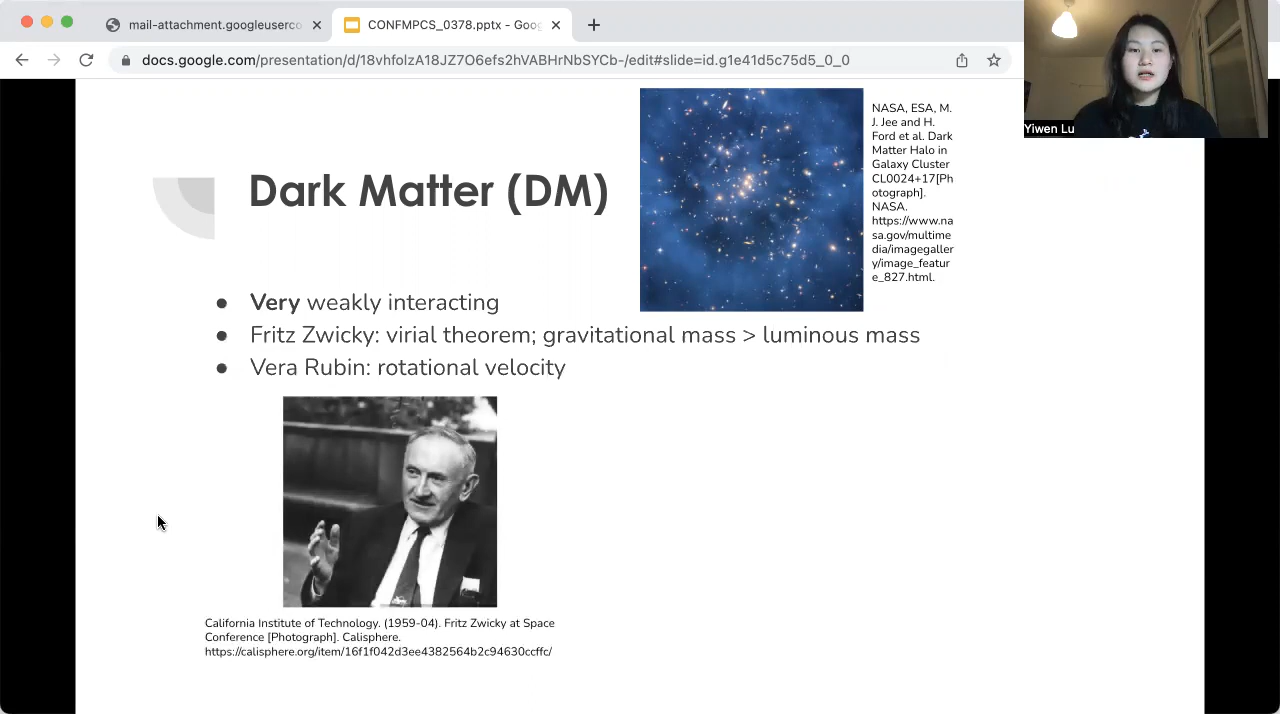 mail-attachment.googleuserco
CONFMPCS_0378.pptx - Goog
docs.google.com/presentation/d/18vhfolzA18JZ7O6efs2hVABHrNbSYCb-/edit#slide=id.g1e41d5c75d5_0_0
Yiwen Lu
NASA, ESA, M.
J. Jee and H.
Ford et al. Dark
Matter Halo in
Galaxy Cluster
CL0024+17[Ph
otograph].
NASA.
https://www.na
sa.gov/multime
dia/imagegaller
y/image_featur
e_827.html.
Dark Matter (DM)
● Very weakly interacting
● Fritz Zwicky: virial theorem; gravitational mass > luminous mass
● Vera Rubin: rotational velocity
California Institute of Technology. (1959-04). Fritz Zwicky at Space
Conference [Photograph]. Calisphere.
https://calisphere.org/item/16f1f042d3ee4382564b2c94630ccffc/